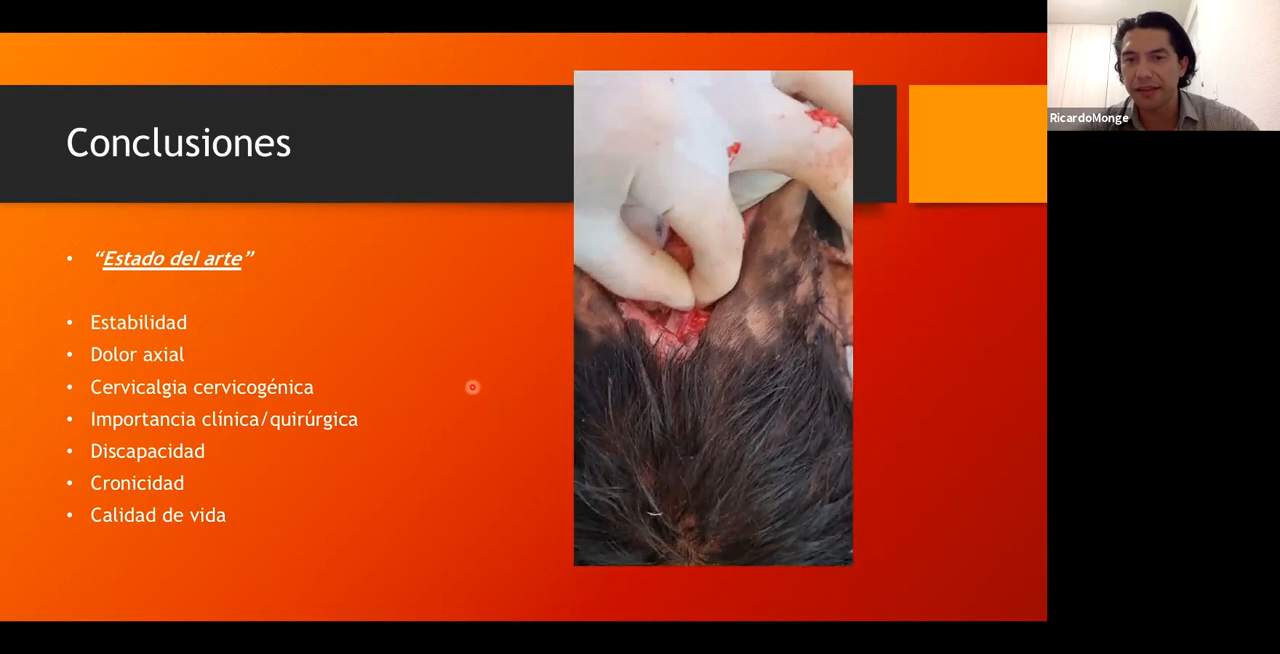 Conclusiones
• “Estado del arte”
• Estabilidad
• Dolor axial
• Cervicalgia cervicogénica
• Importancia clínica/quirúrgica
• Discapacidad
• Cronicidad
• Calidad de vida
RicardoMonge